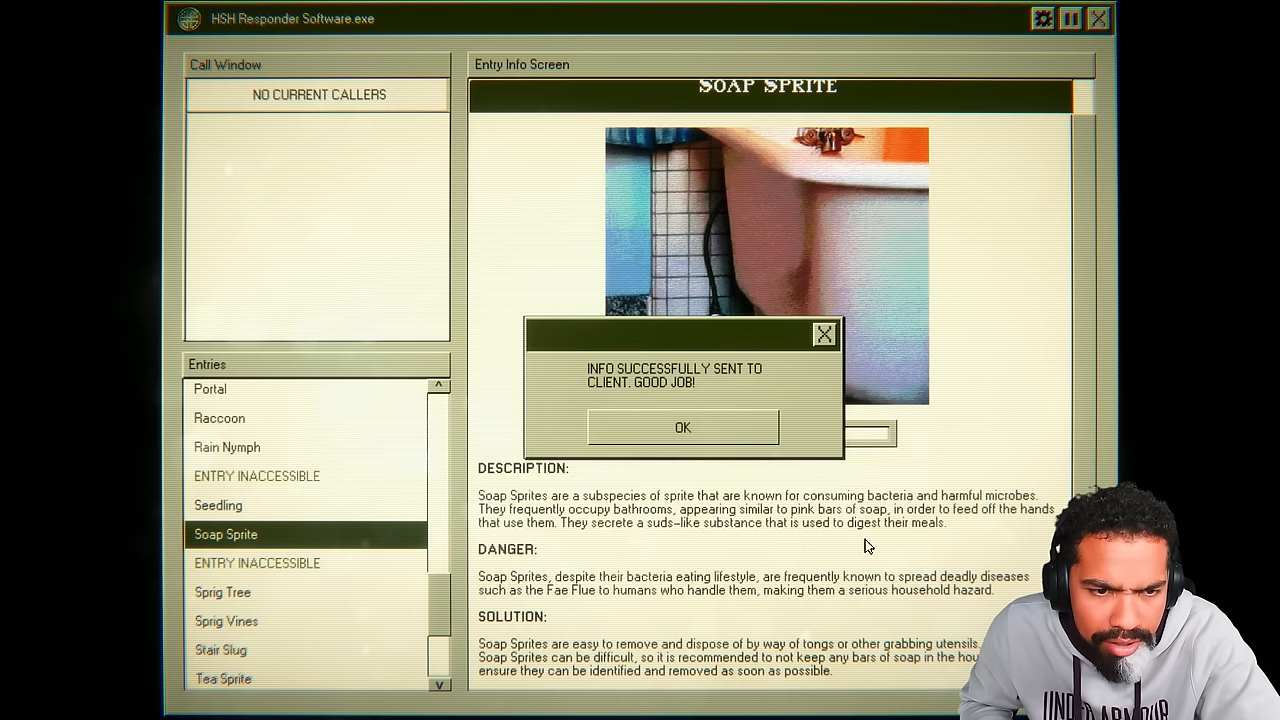 HSH Responder Software.exe
Call Window
NO CURRENT CALLERS
Entries
Portal
Raccoon
Rain Nymph
ENTRY INACCESSIBLE
Seedling
Soap Sprite
ENTRY INACCESSIBLE
Sprig Tree
Sprig Vines
Stair Slug
Tea Sprite
Entry Info Screen
SOAP SPRITE
INFO SUCCESSFULLY SENT TO
CLIENT. GOOD JOB!
OK
DESCRIPTION:
Soap Sprites are a subspecies of sprite that are known for consuming bacteria and harmful microbes.
They frequently occupy bathrooms, appearing similar to pink bars of soap, in order to feed off the hands
that use them. They secrete a suds-like substance that is used to digest their meals.
DANGER:
Soap Sprites, despite their bacteria eating lifestyle, are frequently known to spread deadly diseases
such as the Fae Flue to humans who handle them, making them a serious household hazard.
SOLUTION:
Soap Sprites are easy to remove and dispose of by way of tongs or other grabbing utensils.
Soap Sprites can be difficult, so it is recommended to not keep any bars of soap in the
ensure they can be identified and removed as soon as possible.
UNDER ARMOUR